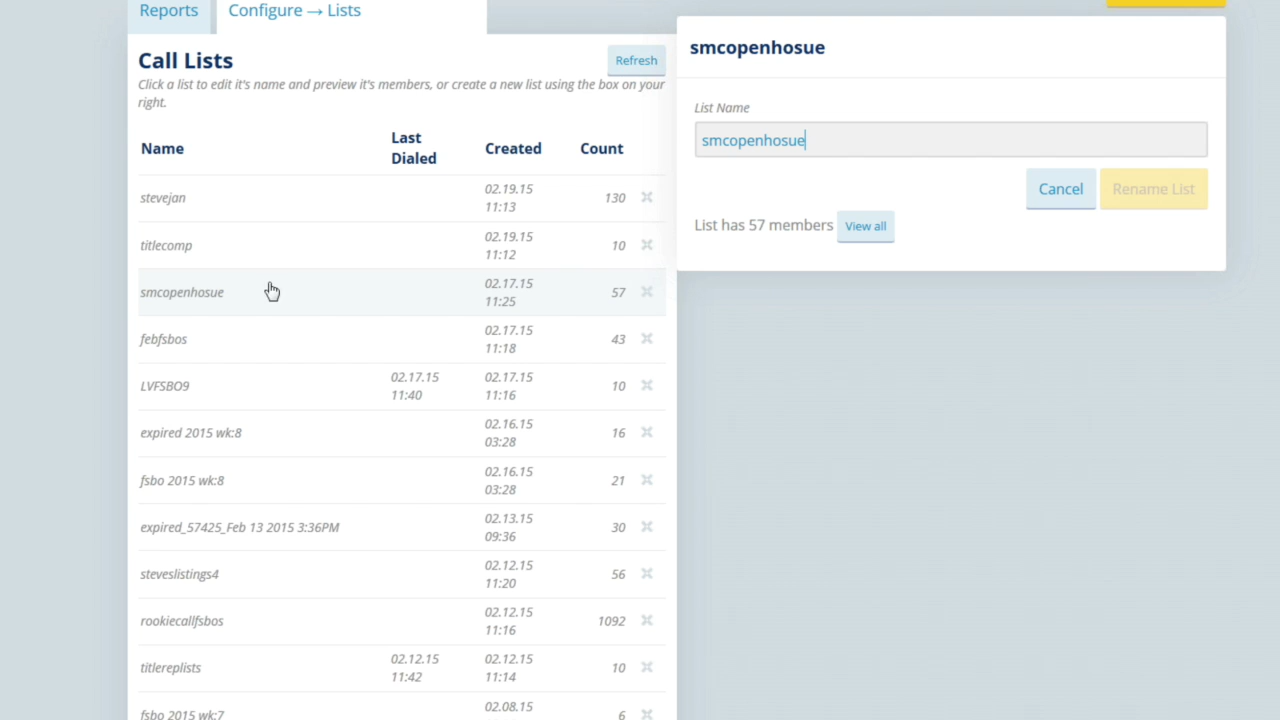 Reports
Configure → Lists
Call Lists
Refresh
Click a list to edit it's name and preview it's members, or create a new list using the box on your
right.
Name Last Dialed Created Count
stevejan 02.19.15 11:13 130
titlecomp 02.19.15 11:12 10
smcopenhosue 02.17.15 11:25 57
febfsbos 02.17.15 11:18 43
LVFSBO9 02.17.15 11:40 02.17.15 11:16 10
expired 2015 wk:8 02.16.15 03:28 16
fsbo 2015 wk:8 02.16.15 03:28 21
expired_57425_Feb 13 2015 3:36PM 02.13.15 09:36 30
steveslistings4 02.12.15 11:20 56
rookiecallfsbos 02.12.15 11:16 1092
titlereplists 02.12.15 11:42 02.12.15 11:14 10
fsbo 2015 wk:7 02.08.15 6
smcopenhosue
List Name
smcopenhosue
Cancel Rename List
List has 57 members View all